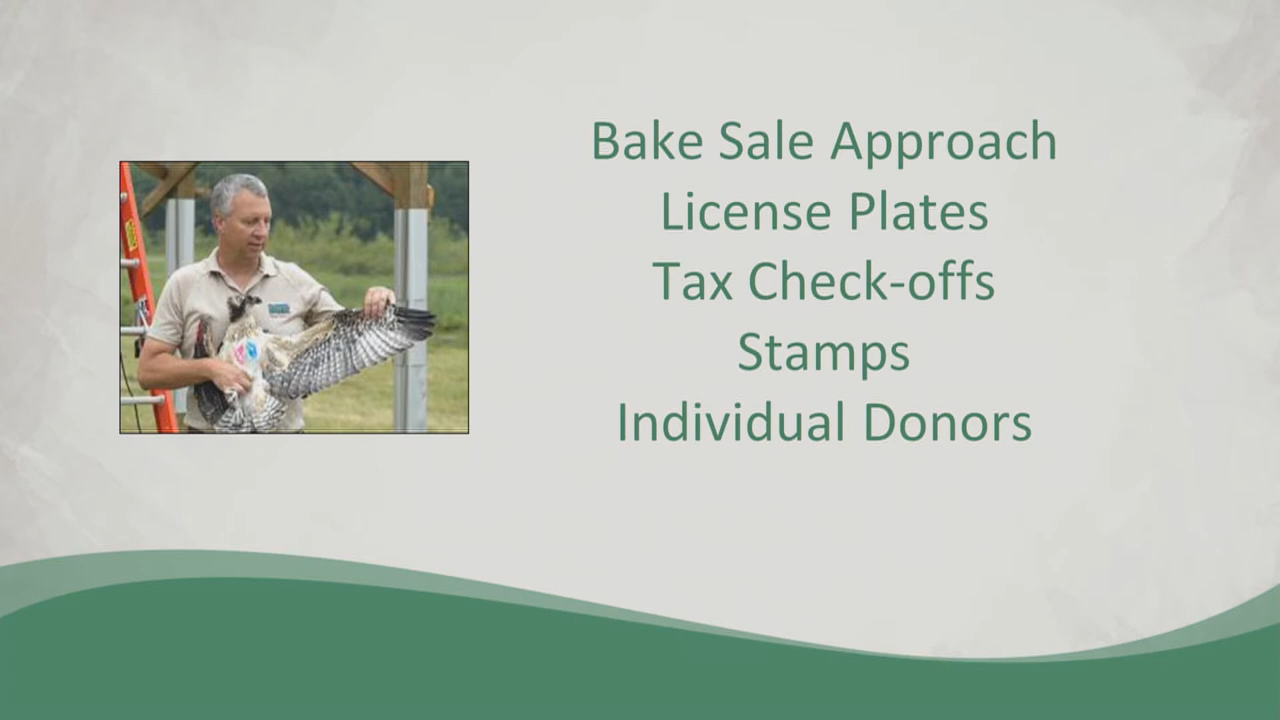 Bake Sale Approach
License Plates
Tax Check-offs
Stamps
Individual Donors